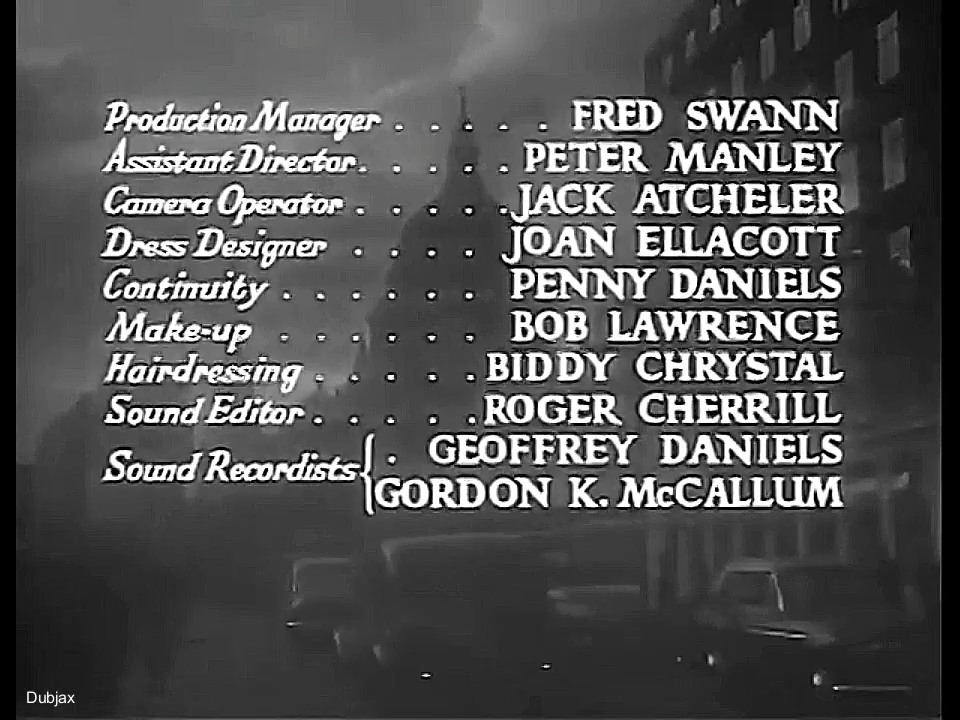 Production Manager . . . . . FRED SWANN
Assistant Director . . . . . PETER MANLEY
Camera Operator . . . . . JACK ATCHELER
Dress Designer . . . . JOAN ELLACOTT
Continuity . . . . . . PENNY DANIELS
Make-up . . . . . . BOB LAWRENCE
Hairdressing . . . . . BIDDY CHRYSTAL
Sound Editor . . . . . ROGER CHERRILL
Sound Recordists { . GEOFFREY DANIELS
GORDON K. McCALLUM
Dubjax